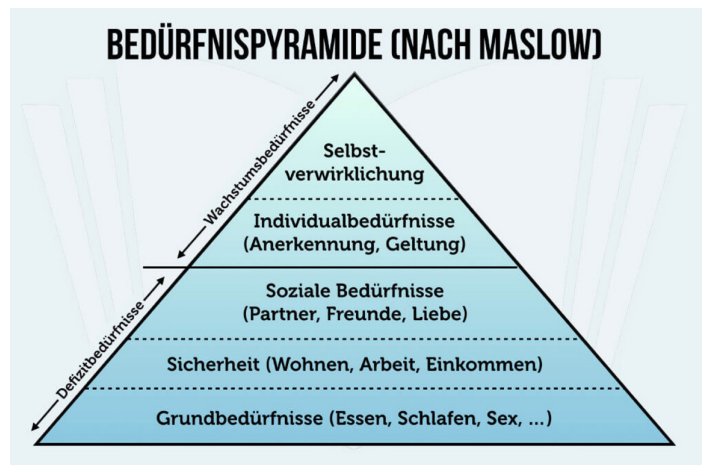 BEDÜRFNISPYRAMIDE (NACH MASLOW)
Wachstumsbedürfnisse
Selbst-
verwirklichung
Individualbedürfnisse
(Anerkennung, Geltung)
Defizitbedürfnisse
Soziale Bedürfnisse
(Partner, Freunde, Liebe)
Sicherheit (Wohnen, Arbeit, Einkommen)
Grundbedürfnisse (Essen, Schlafen, Sex, ...)